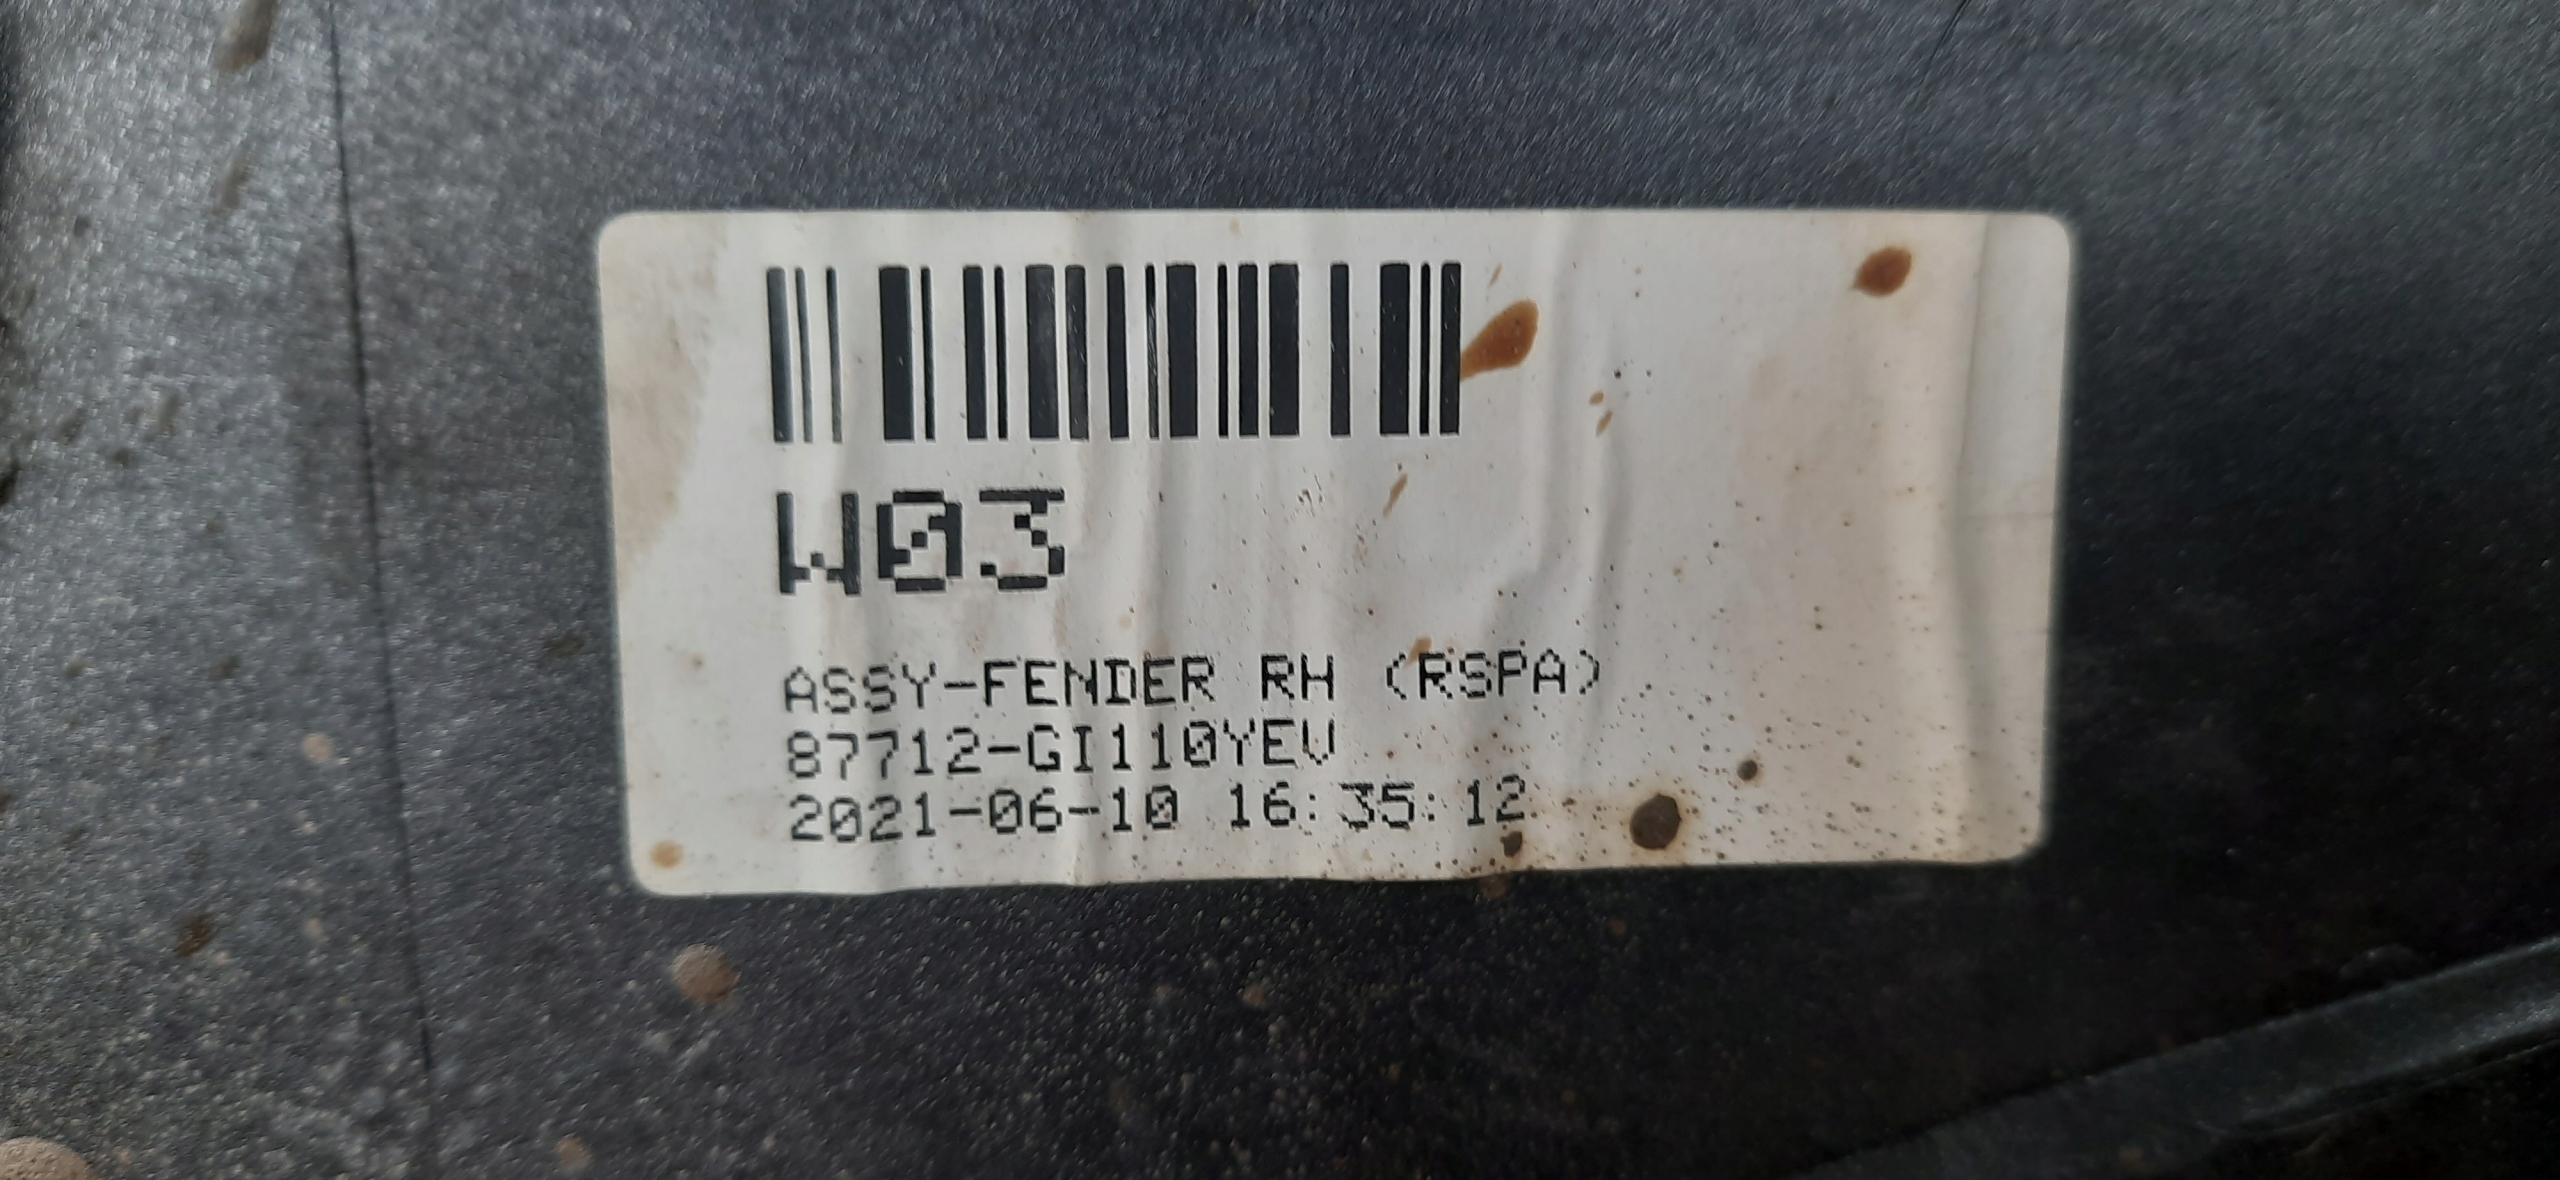 W03
ASSY-FENDER RH (RSPA)
87712-GI110YEV
2021-06-10 16:35:12